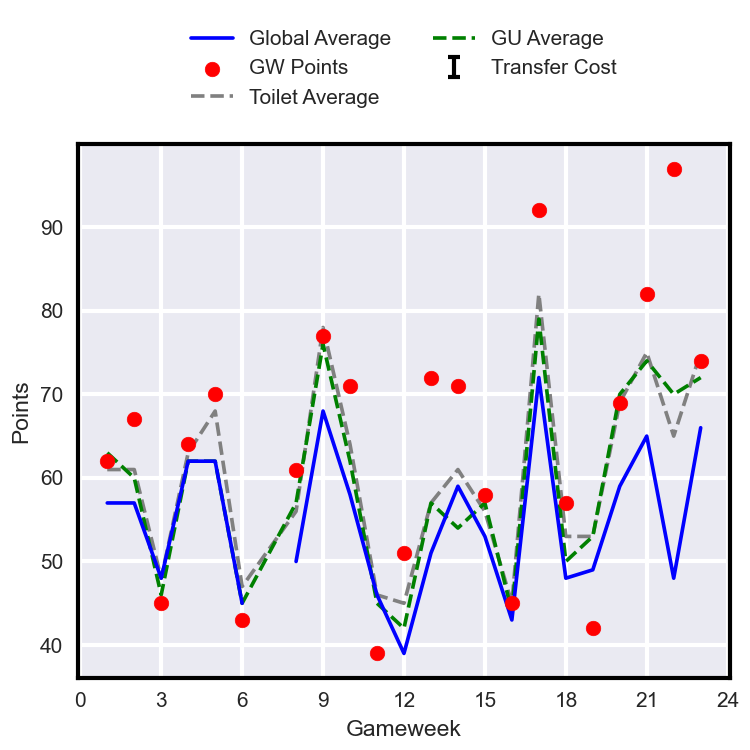 Global Average
GW Points
Toilet Average
GU Average
Transfer Cost
Points
90
80
70
60
50
40
0 3 6 9 12 15 18 21 24
Gameweek